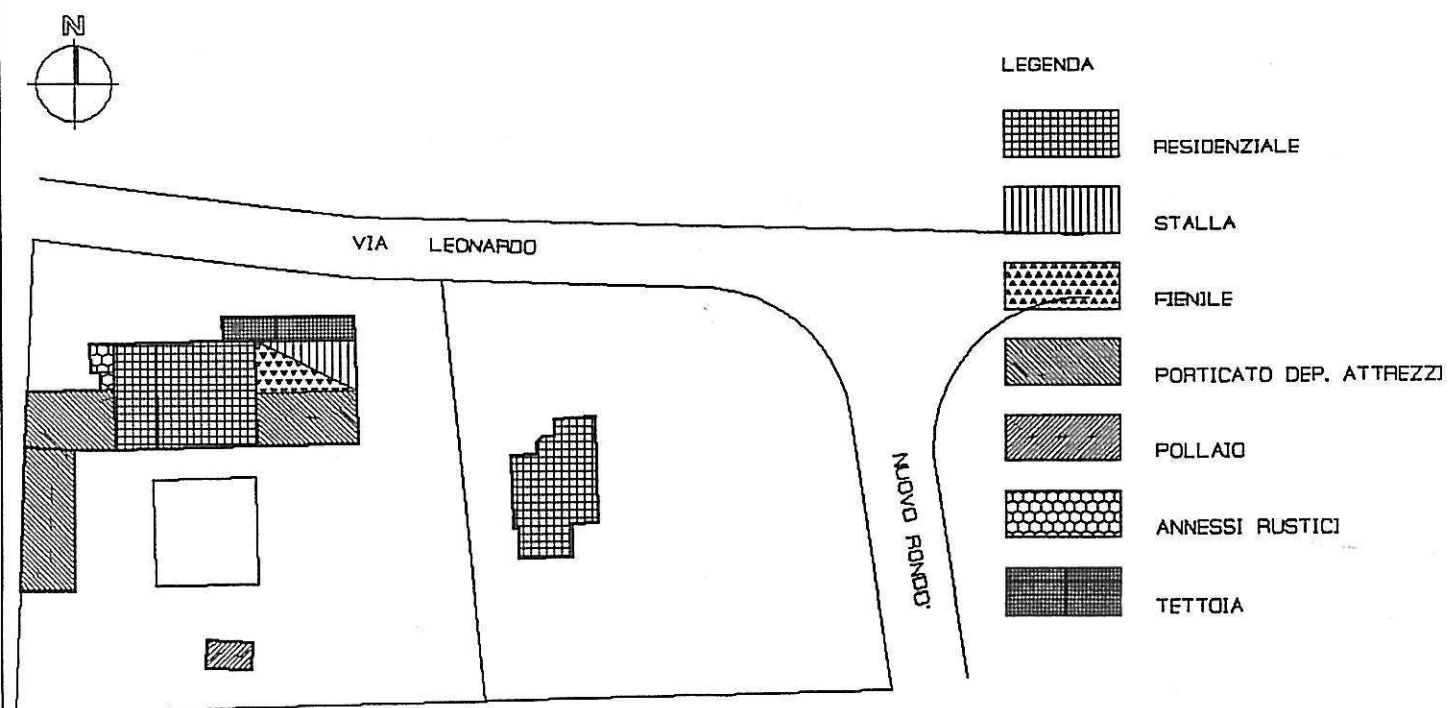 N
LEGENDA
RESIDENZIALE
STALLA
VIA LEONARDO
FIENILE
PORTICATO DEP. ATTREZZI
POLLAIO
NUOVO RONDO'
ANNESSI RUSTICI
TETTOIA